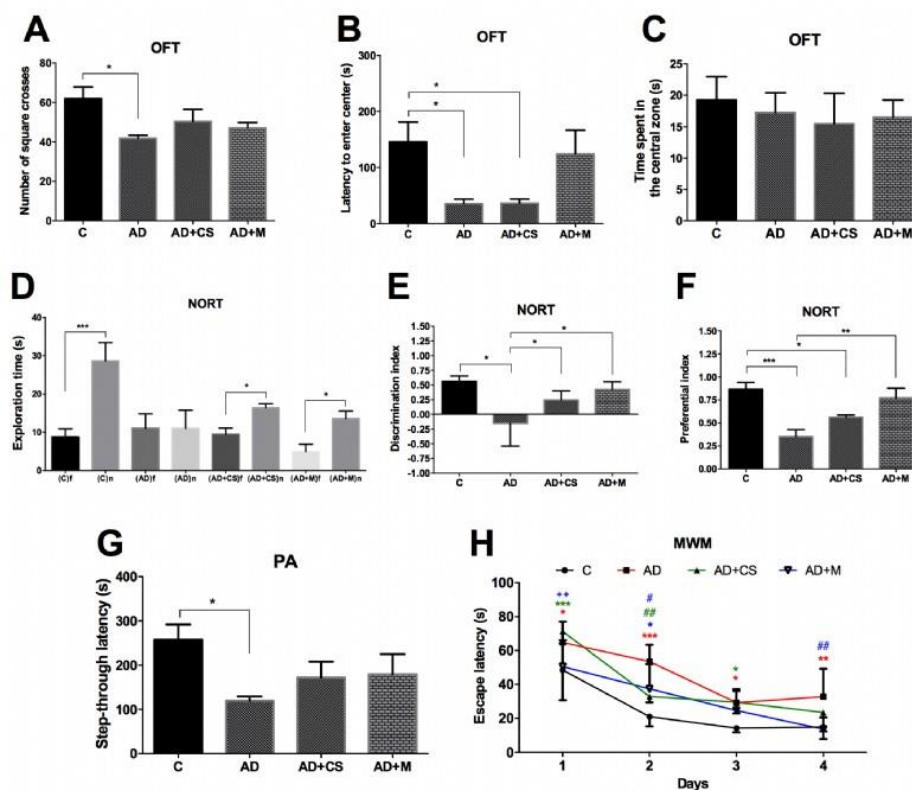 A
OFT
Number of square crosses
80
60
40
20
0
*
C AD AD+CS AD+M
B
OFT
Latency to enter center (s)
300
200
100
0
*
*
C AD AD+CS AD+M
C
OFT
Time spent in
the central zone (s)
25
20
15
10
5
0
C AD AD+CS AD+M
D
NORT
Exploration time (s)
40
30
20
10
0
***
*
*
(C)f (C)n (AD)f (AD)n (AD+CS)f (AD+CS)n (AD+M)f (AD+M)n
E
NORT
Discrimination index
1.50
1.25
1.00
0.75
0.50
0.25
0.00
-0.25
-0.50
-0.75
-1.00
*
*
*
C AD AD+CS AD+M
F
NORT
Preferential index
1.50
1.25
1.00
0.75
0.50
0.25
0.00
**
*
***
C AD AD+CS AD+M
G
PA
Step-through latency (s)
400
300
200
100
0
*
C AD AD+CS AD+M
H
MWM
C AD AD+CS AD+M
Escape latency (s)
100
80
60
40
20
0
++
***
*
#
##
*
***
*
*
##
**
1 2 3 4
Days